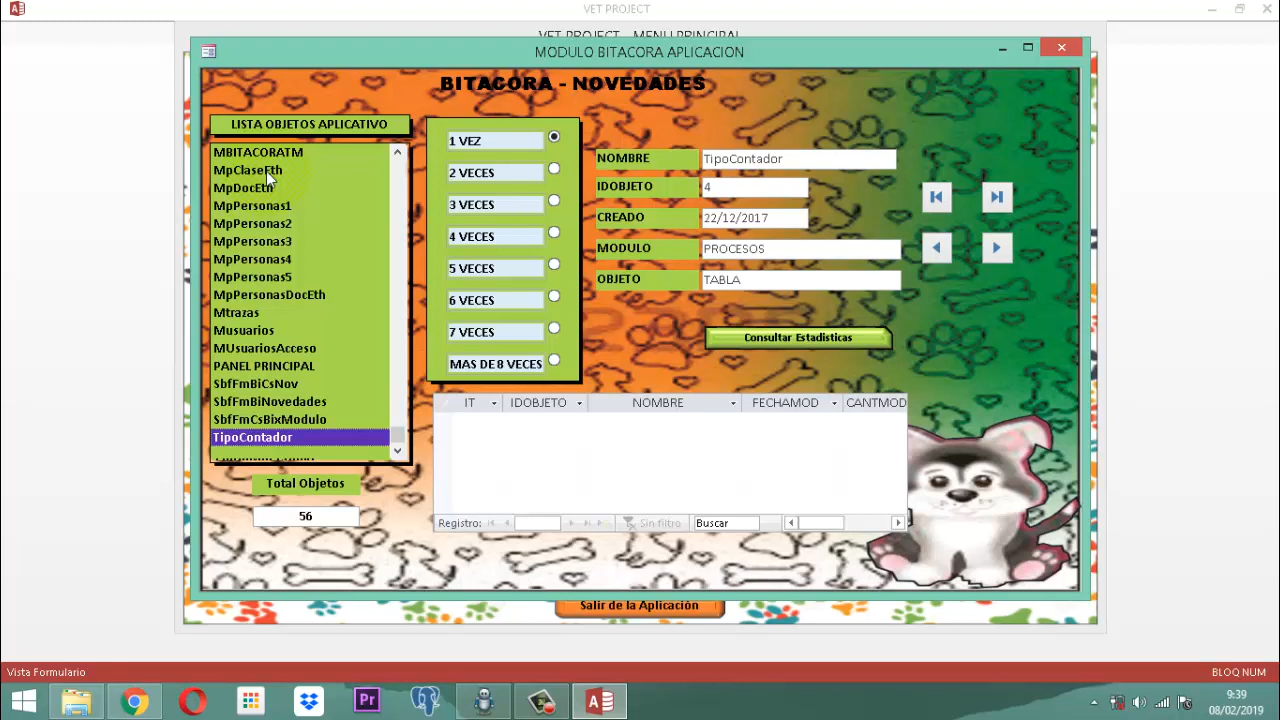 VET PROJECT
VET PROJECT - MENU PRINCIPAL
MODULO BITACORA APLICACION
BITACORA - NOVEDADES
LISTA OBJETOS APLICATIVO
MBITACORATM
MpClaseEth
MpDocEth
MpPersonas1
MpPersonas2
MpPersonas3
MpPersonas4
MpPersonas5
MpPersonasDocEth
Mtrazas
Musuarios
MUsuariosAcceso
PANEL PRINCIPAL
SbfFmBiCsNov
SbfFmBiNovedades
SbfFmCsBixModulo
TipoContador
Total Objetos
56
1 VEZ
2 VECES
3 VECES
4 VECES
5 VECES
6 VECES
7 VECES
MAS DE 8 VECES
NOMBRE TipoContador
IDOBJETO 4
CREADO 22/12/2017
MODULO PROCESOS
OBJETO TABLA
Consultar Estadisticas
IT IDOBJETO NOMBRE FECHAMOD CANTMOD
Registro: Sin filtro Buscar
Salir de la Aplicación
Vista Formulario BLOQ NUM
Pr
9:39
08/02/2019